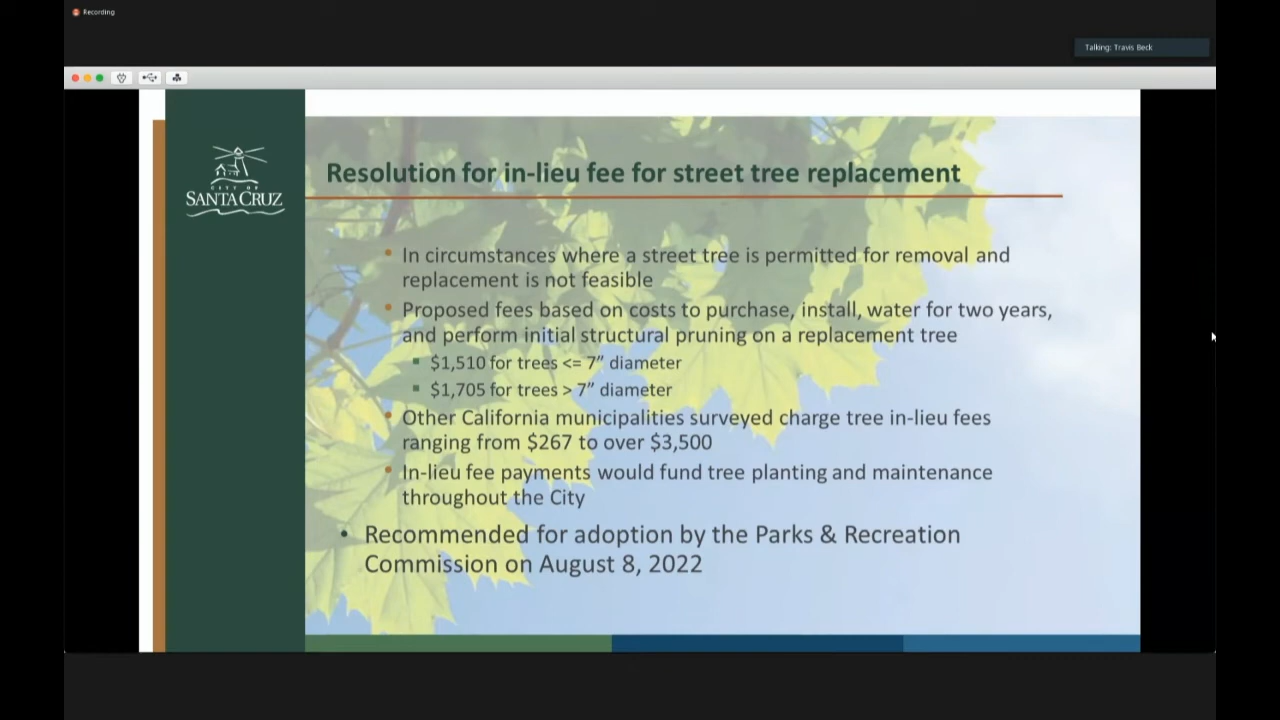 Recording
Talking: Travis Beck
CITY OF
SANTA CRUZ
Resolution for in-lieu fee for street tree replacement
• In circumstances where a street tree is permitted for removal and
replacement is not feasible
• Proposed fees based on costs to purchase, install, water for two years,
and perform initial structural pruning on a replacement tree
▪ $1,510 for trees <= 7” diameter
▪ $1,705 for trees > 7” diameter
• Other California municipalities surveyed charge tree in-lieu fees
ranging from $267 to over $3,500
• In-lieu fee payments would fund tree planting and maintenance
throughout the City
• Recommended for adoption by the Parks & Recreation
Commission on August 8, 2022